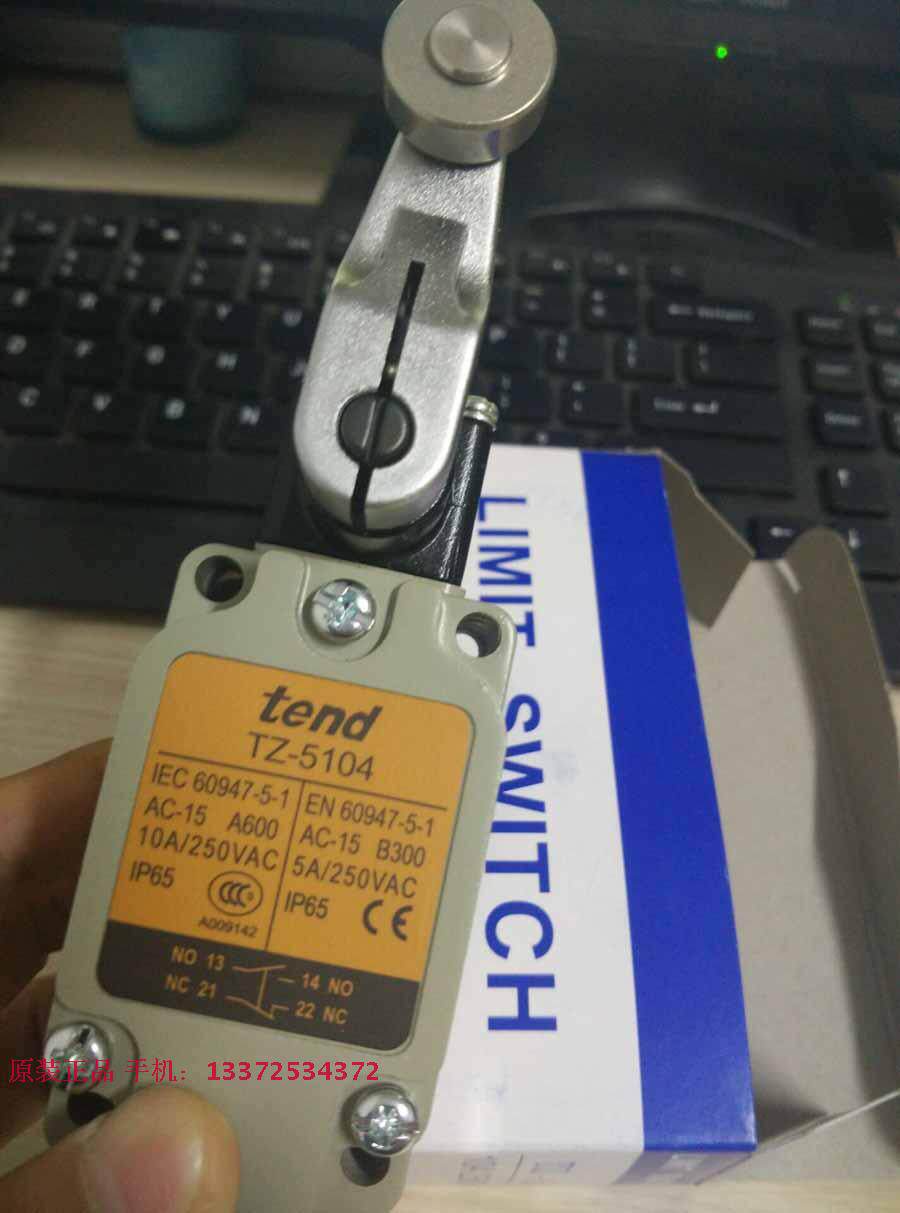 tend
TZ-5104
IEC 60947-5-1
AC-15 A600
10A/250VAC
IP65
CCC
A009142
EN 60947-5-1
AC-15 B300
5A/250VAC
IP65 CE
NO 13
14 NO
NC 21
22 NC
LIMIT SWITCH
原装正品 手机：13372534372